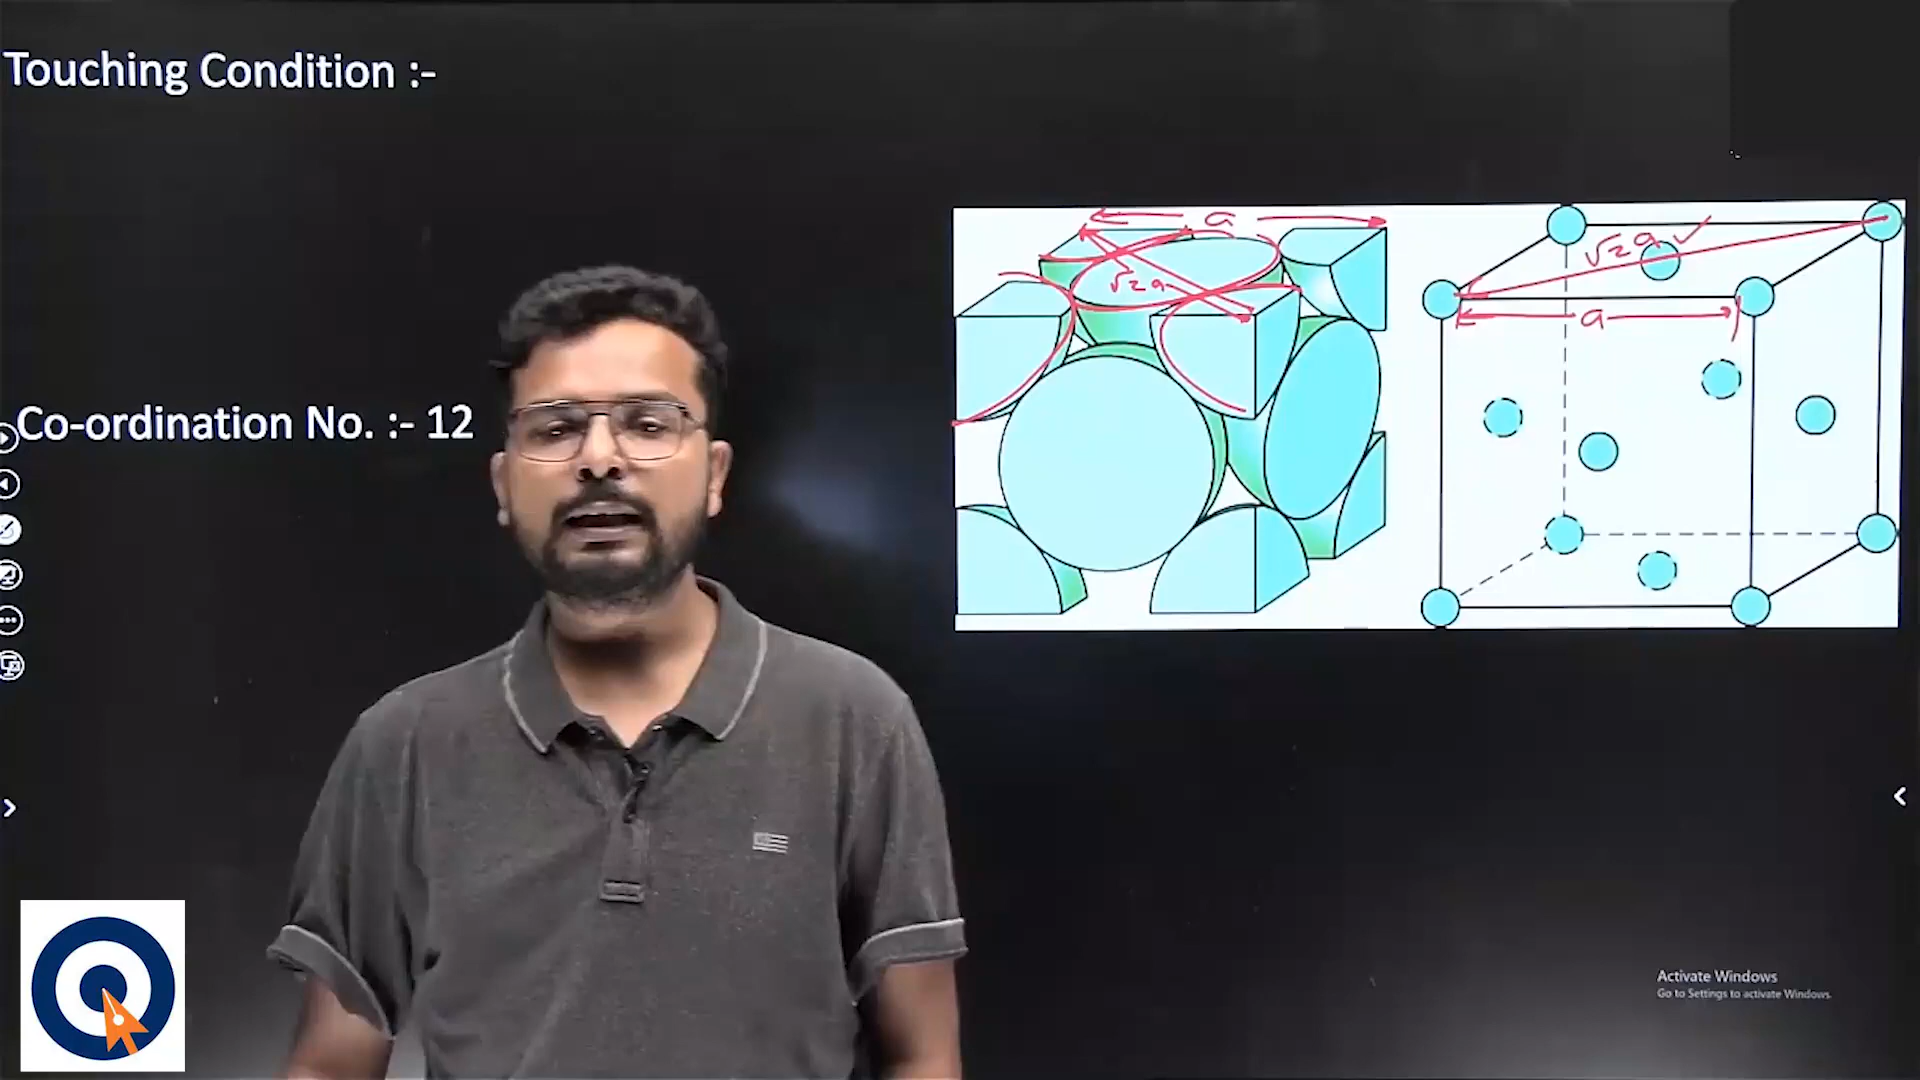 Touching Condition :-
a
√2a
√2a ✓
a
Co-ordination No. :- 12
Activate Windows
Go to Settings to activate Windows.